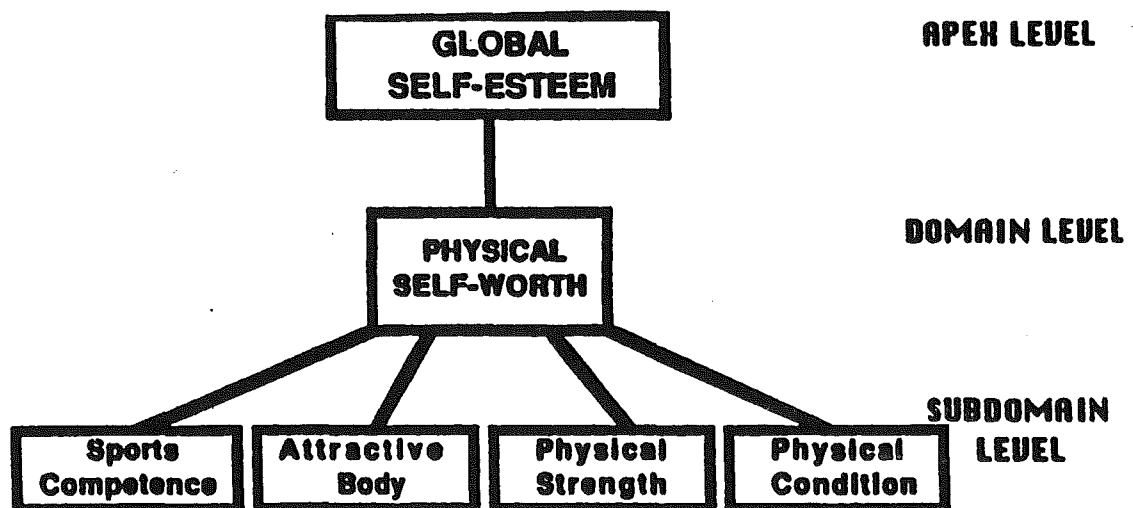 GLOBAL
SELF-ESTEEM
APEX LEVEL
PHYSICAL
SELF-WORTH
DOMAIN LEVEL
Sports
Competence
Attractive
Body
Physical
Strength
Physical
Condition
SUBDOMAIN
LEVEL